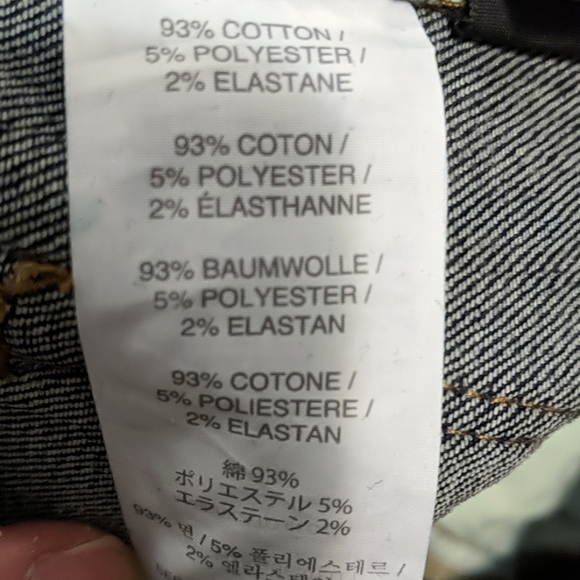 93% COTTON /
5% POLYESTER /
2% ELASTANE
93% COTON /
5% POLYESTER /
2% ÉLASTHANNE
93% BAUMWOLLE /
5% POLYESTER /
2% ELASTAN
93% COTONE /
5% POLIESTERE /
2% ELASTAN
綿 93%
ポリエステル 5%
エラステーン 2%
93% 면 / 5% 폴리에스테르 /
2%